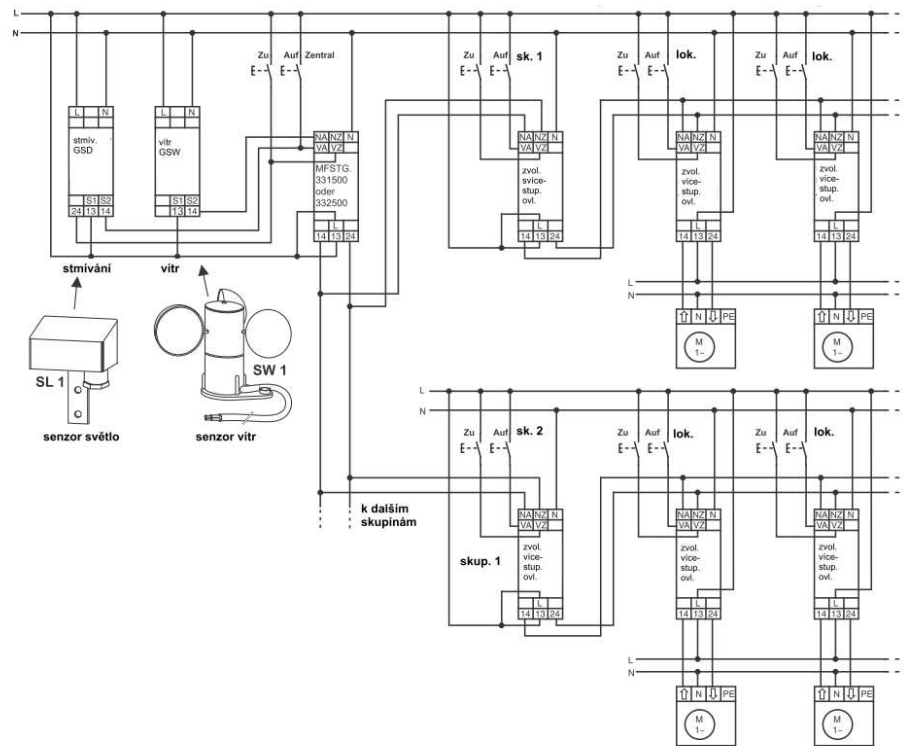 L
N
Zu Auf Zentral
Zu Auf sk. 1
Zu Auf lok.
Zu Auf lok.
L N
stmiv.
GSD
S1 S2
24 13 14
L N
vítr
GSW
S1 S2
13 14
NA NZ N
VA VZ
MFSTG.
331500
oder
332500
L
14 13 24
NA NZ N
VA VZ
zvol.
svíce-
stup.
ovl.
L
14 13 24
NA NZ N
VA VZ
zvol.
více-
stup.
ovl.
L
14 13 24
NA NZ N
VA VZ
zvol.
více-
stup.
ovl.
L
14 13 24
stmívání
vítr
L
N
N PE
M
1~
N PE
M
1~
SL 1
senzor světlo
SW 1
senzor vítr
L
N
Zu Auf sk. 2
Zu Auf lok.
Zu Auf lok.
k dalším
skupinám
skup. 1
NA NZ N
VA VZ
zvol.
více-
stup.
ovl.
L
14 13 24
NA NZ N
VA VZ
zvol.
více-
stup.
ovl.
L
14 13 24
NA NZ N
VA VZ
zvol.
více-
stup.
ovl.
L
14 13 24
L
N
N PE
M
1~
N PE
M
1~